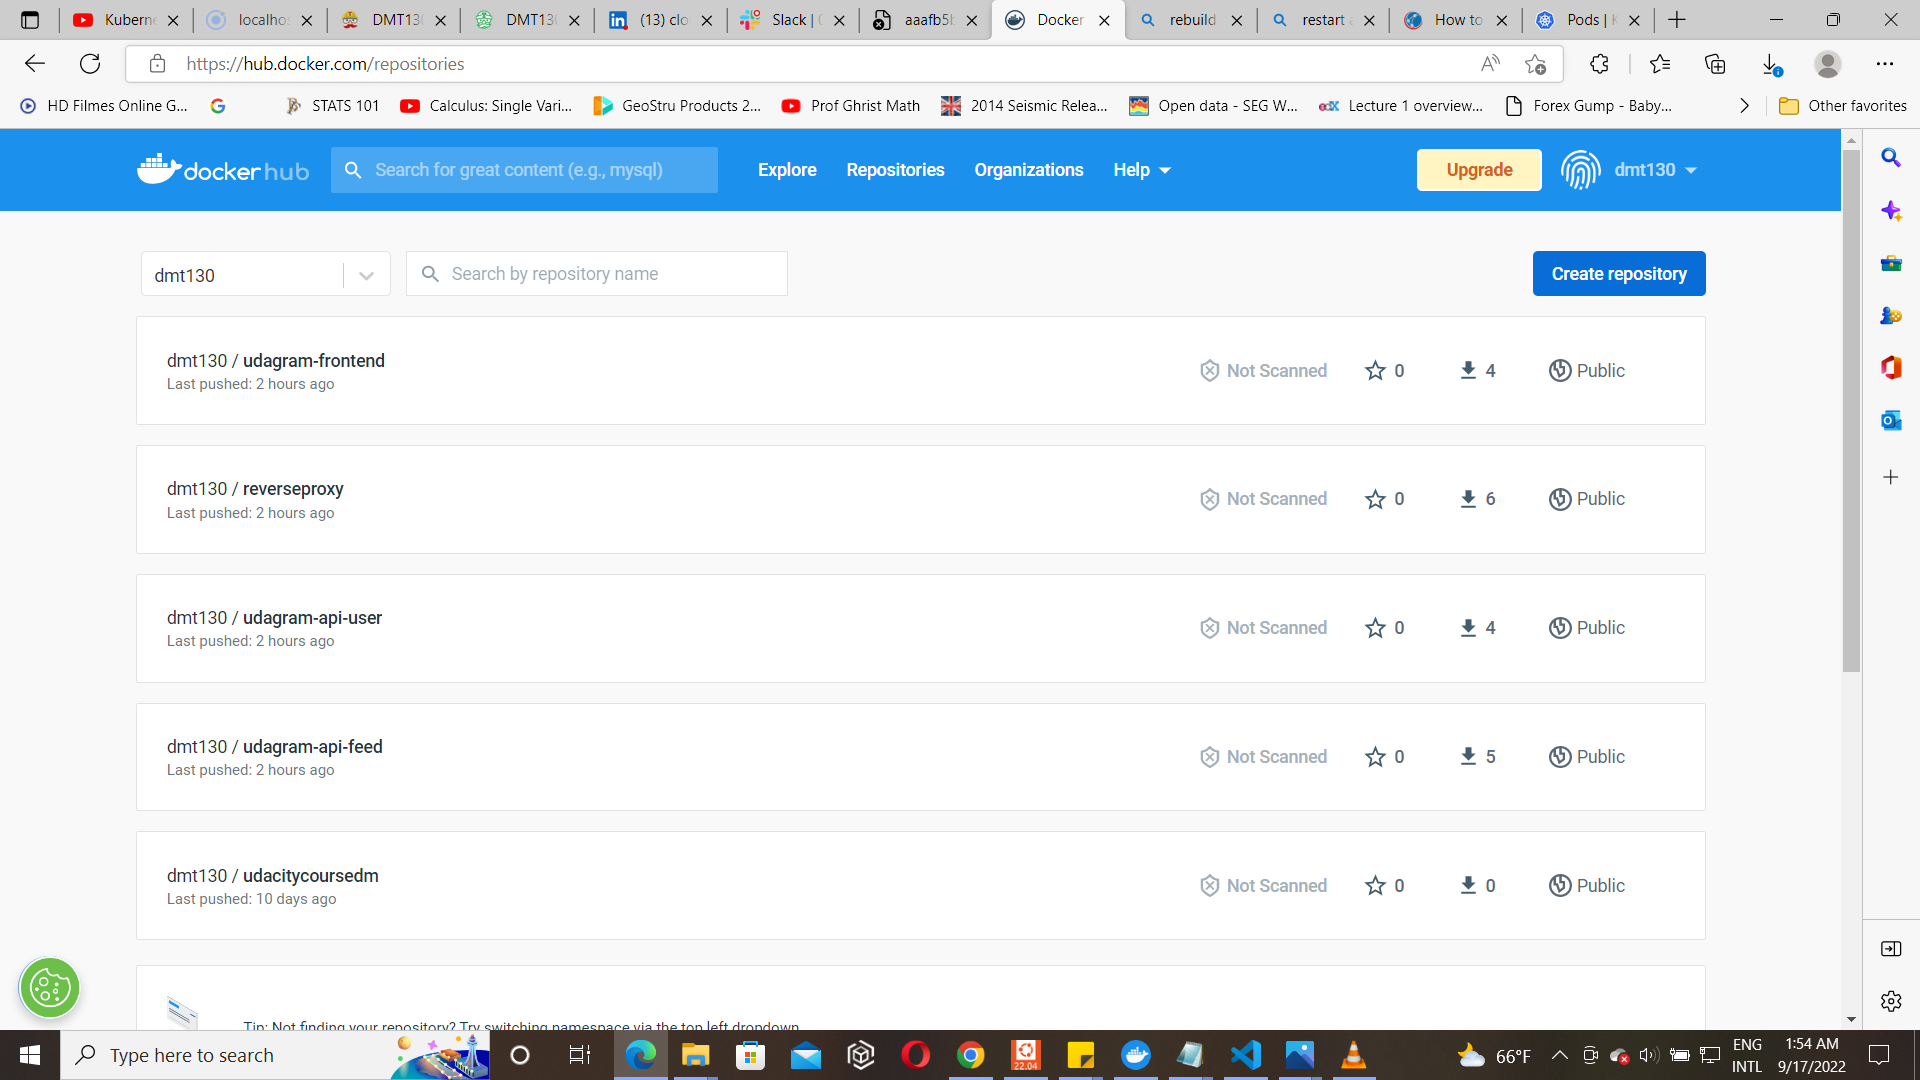 Kuberne
localhos
DMT130
DMT130
(13) clo
Slack |
aaafb5b
Docker
rebuild
restart a
How to
Pods |
https://hub.docker.com/repositories
HD Filmes Online G...
STATS 101
Calculus: Single Vari...
GeoStru Products 2...
Prof Ghrist Math
2014 Seismic Relea...
Open data - SEG W...
Lecture 1 overview...
Forex Gump - Baby...
Other favorites
docker hub
Search for great content (e.g., mysql)
Explore
Repositories
Organizations
Help
Upgrade
dmt130
dmt130
Search by repository name
Create repository
dmt130 / udagram-frontend
Last pushed: 2 hours ago
Not Scanned
0
4
Public
dmt130 / reverseproxy
Last pushed: 2 hours ago
Not Scanned
0
6
Public
dmt130 / udagram-api-user
Last pushed: 2 hours ago
Not Scanned
0
4
Public
dmt130 / udagram-api-feed
Last pushed: 2 hours ago
Not Scanned
0
5
Public
dmt130 / udacitycoursedm
Last pushed: 10 days ago
Not Scanned
0
0
Public
Tip: Not finding your repository? Try switching namespace via the top left dropdown.
Type here to search
22.04
66°F
ENG
INTL
1:54 AM
9/17/2022